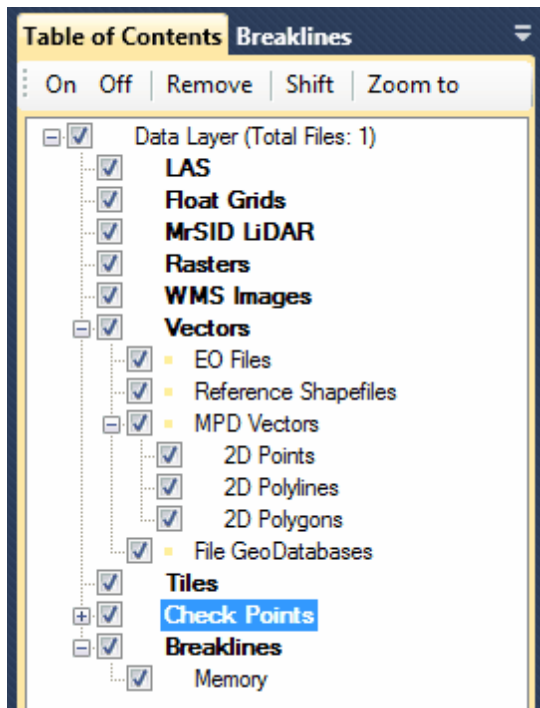 Table of Contents Breaklines
On Off Remove Shift Zoom to
Data Layer (Total Files: 1)
LAS
Float Grids
MrSID LiDAR
Rasters
WMS Images
Vectors
EO Files
Reference Shapefiles
MPD Vectors
2D Points
2D Polylines
2D Polygons
File GeoDatabases
Tiles
Check Points
Breaklines
Memory